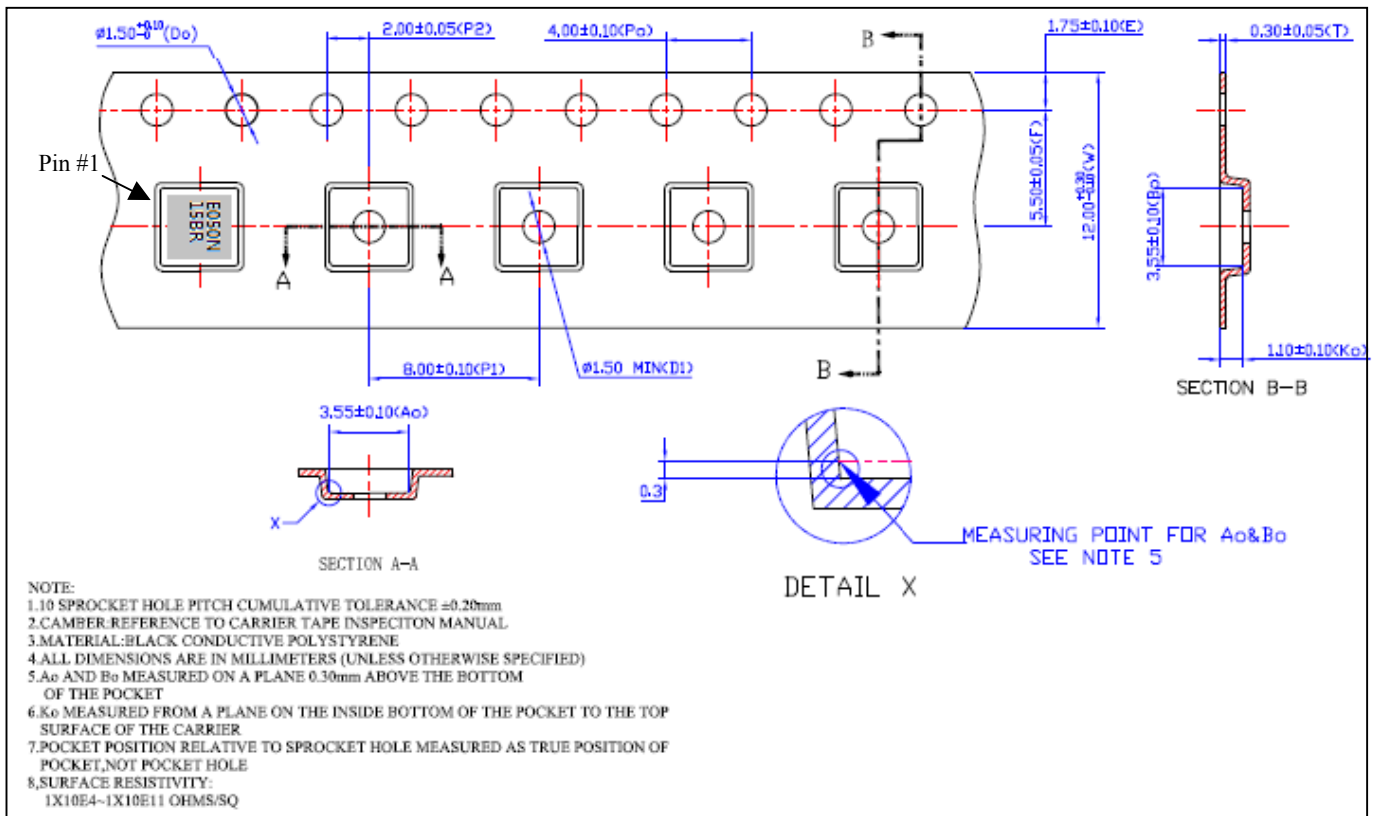 ø1.50+0.10-0(Do)
2.00±0.05(P2)
4.00±0.10(Po)
B
1.75±0.10(E)
0.30±0.05(T)
Pin #1
EOSON
1SBR
A
A
5.50±0.05(F)
3.55±0.10(Bo)
8.00±0.10(P1)
ø1.50 MIN(D1)
B
1.10±0.10(Ko)
SECTION B-B
3.55±0.10(Ao)
X
0.3
MEASURING POINT FOR Ao&Bo
SEE NOTE 5
SECTION A-A
DETAIL X
NOTE:
1.10 SPROCKET HOLE PITCH CUMULATIVE TOLERANCE ±0.20mm
2.CAMBER:REFERENCE TO CARRIER TAPE INSPECITON MANUAL
3.MATERIAL:BLACK CONDUCTIVE POLYSTYRENE
4.ALL DIMENSIONS ARE IN MILLIMETERS (UNLESS OTHERWISE SPECIFIED)
5.Ao AND Bo MEASURED ON A PLANE 0.30mm ABOVE THE BOTTOM
OF THE POCKET
6.Ko MEASURED FROM A PLANE ON THE INSIDE BOTTOM OF THE POCKET TO THE TOP
SURFACE OF THE CARRIER
7.POCKET POSITION RELATIVE TO SPROCKET HOLE MEASURED AS TRUE POSITION OF
POCKET,NOT POCKET HOLE
8,SURFACE RESISTIVITY:
1X10E4~1X10E11 OHMS/SQ